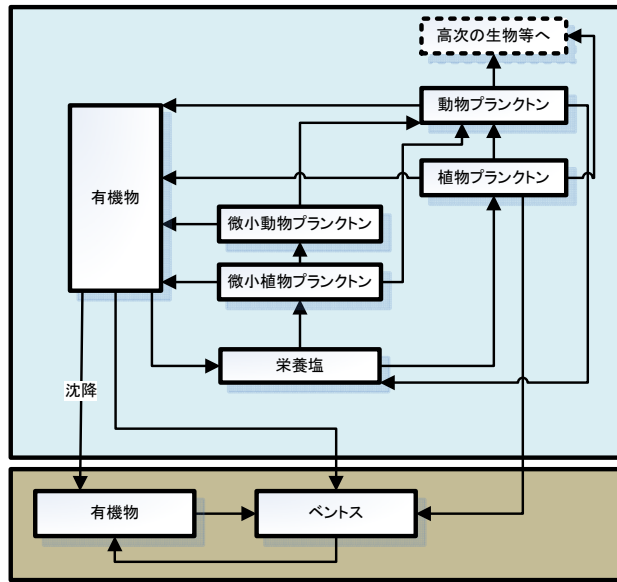 高次の生物等へ
動物プランクトン
植物プランクトン
有機物
微小動物プランクトン
微小植物プランクトン
栄養塩
沈降
有機物
ベントス